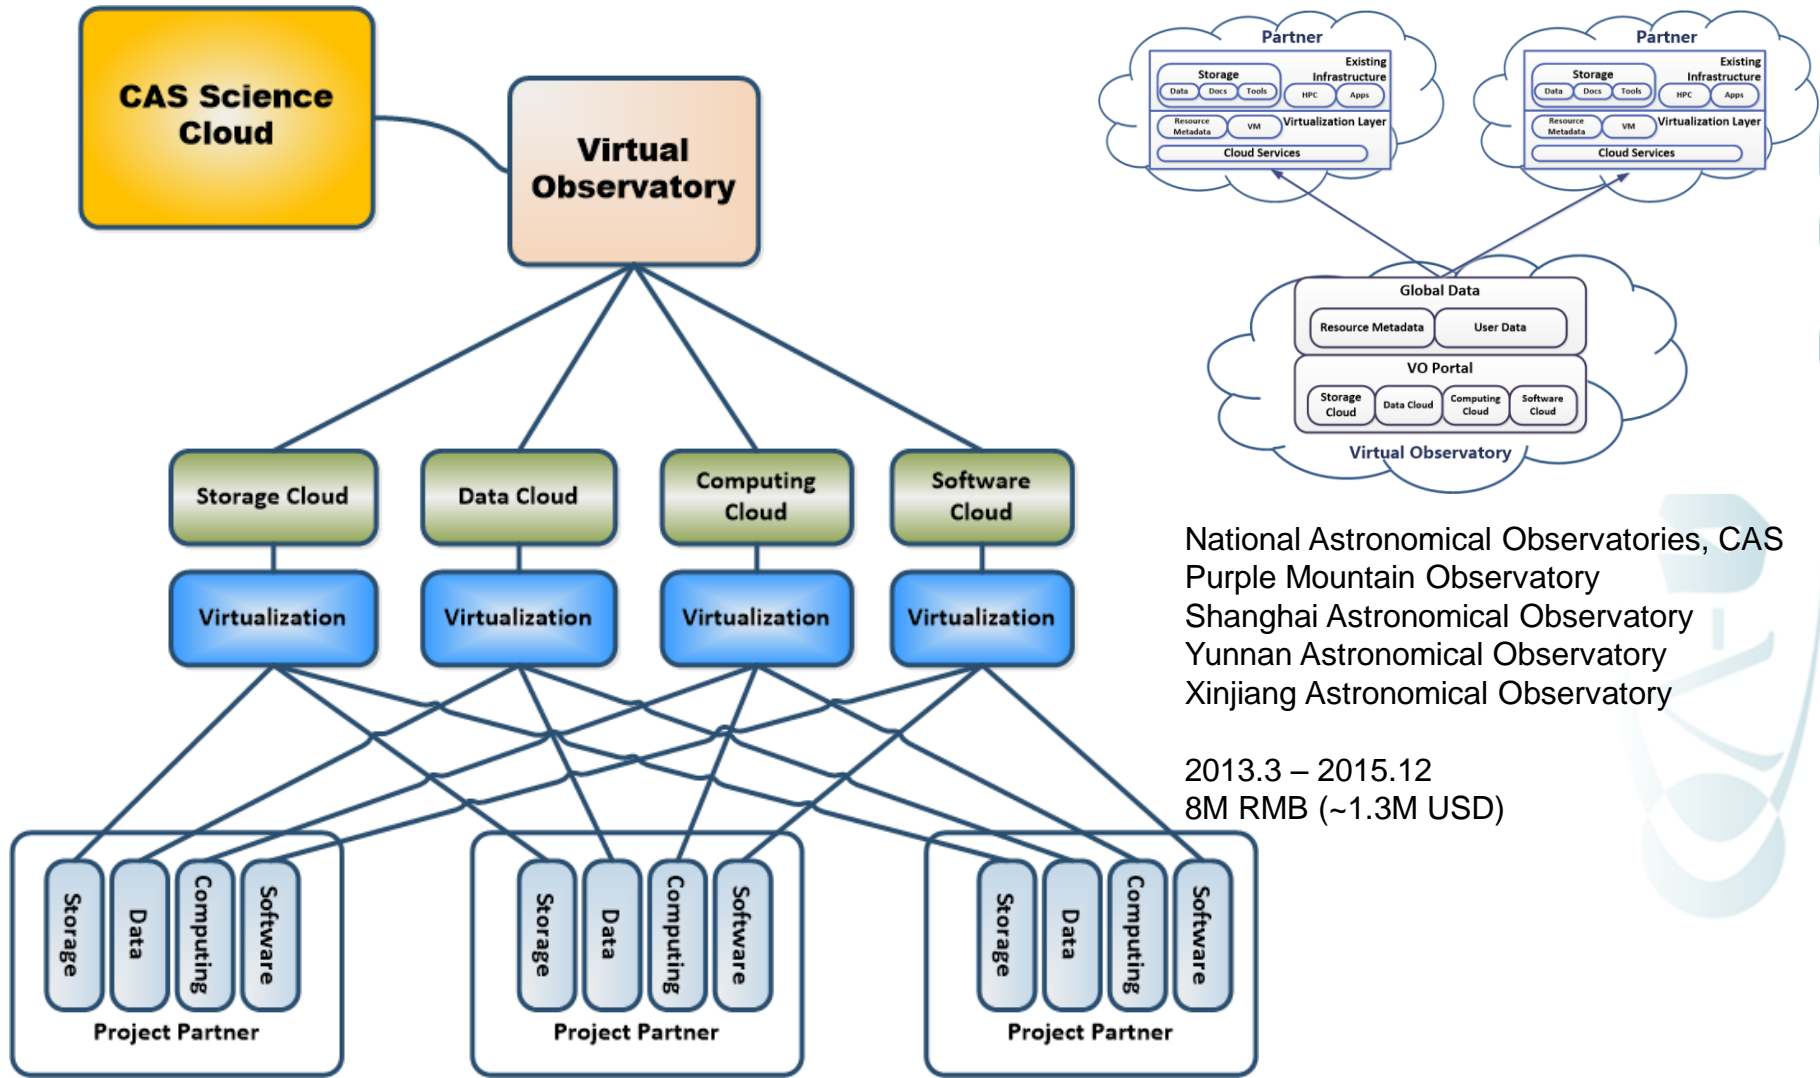 CAS Science
Cloud
Virtual
Observatory
Storage Cloud
Data Cloud
Computing
Cloud
Software
Cloud
Virtualization
Virtualization
Virtualization
Virtualization
Storage
Data
Computing
Software
Project Partner
Storage
Data
Computing
Software
Project Partner
Storage
Data
Computing
Software
Project Partner
Partner
Existing
Infrastructure
Storage
Data
Docs
Tools
HPC
Apps
Resource
Metadata
VM
Virtualization Layer
Cloud Services
Partner
Existing
Infrastructure
Storage
Data
Docs
Tools
HPC
Apps
Resource
Metadata
VM
Virtualization Layer
Cloud Services
Global Data
Resource Metadata
User Data
VO Portal
Storage
Cloud
Data Cloud
Computing
Cloud
Software
Cloud
Virtual Observatory
National Astronomical Observatories, CAS
Purple Mountain Observatory
Shanghai Astronomical Observatory
Yunnan Astronomical Observatory
Xinjiang Astronomical Observatory
2013.3 – 2015.12
8M RMB (~1.3M USD)